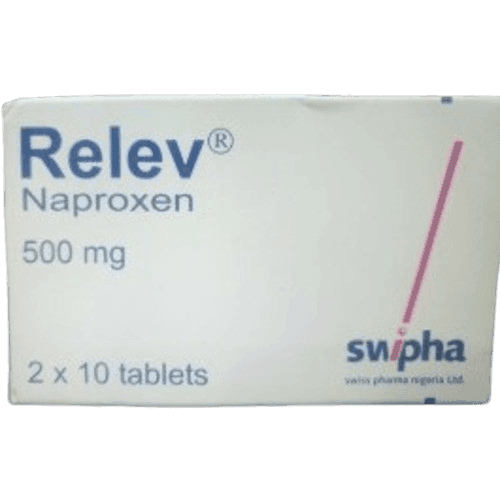 Relev®
Naproxen
500 mg
2 x 10 tablets
swipha
swiss pharma nigeria Ltd.